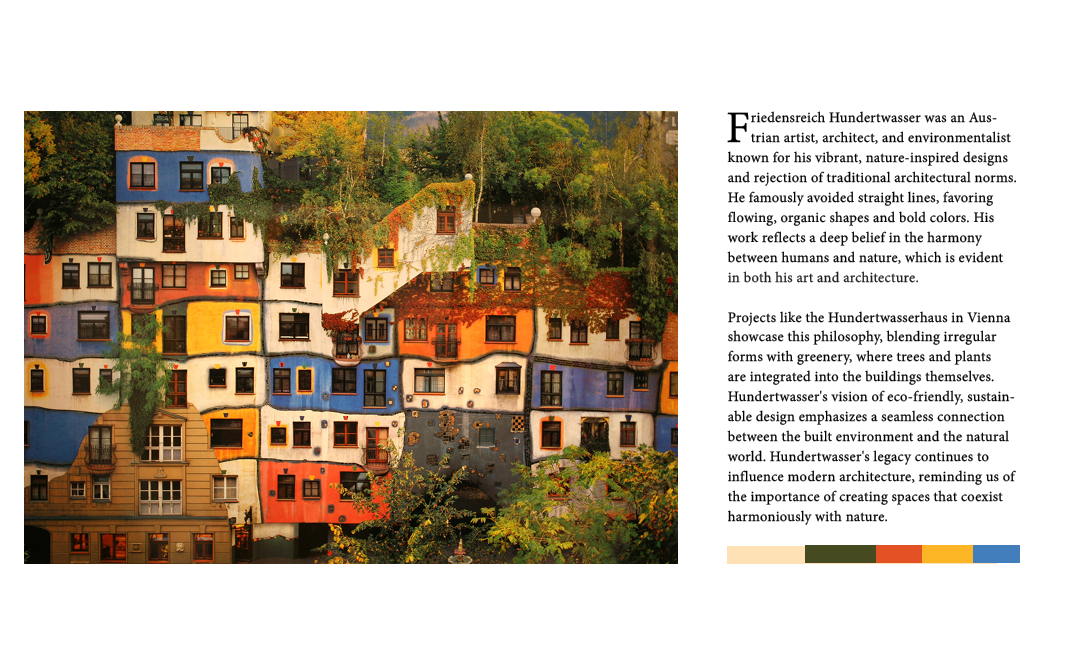 Friedensreich Hundertwasser was an Aus-
trian artist, architect, and environmentalist
known for his vibrant, nature-inspired designs
and rejection of traditional architectural norms.
He famously avoided straight lines, favoring
flowing, organic shapes and bold colors. His
work reflects a deep belief in the harmony
between humans and nature, which is evident
in both his art and architecture.
Projects like the Hundertwasserhaus in Vienna
showcase this philosophy, blending irregular
forms with greenery, where trees and plants
are integrated into the buildings themselves.
Hundertwasser's vision of eco-friendly, sustain-
able design emphasizes a seamless connection
between the built environment and the natural
world. Hundertwasser's legacy continues to
influence modern architecture, reminding us of
the importance of creating spaces that coexist
harmoniously with nature.